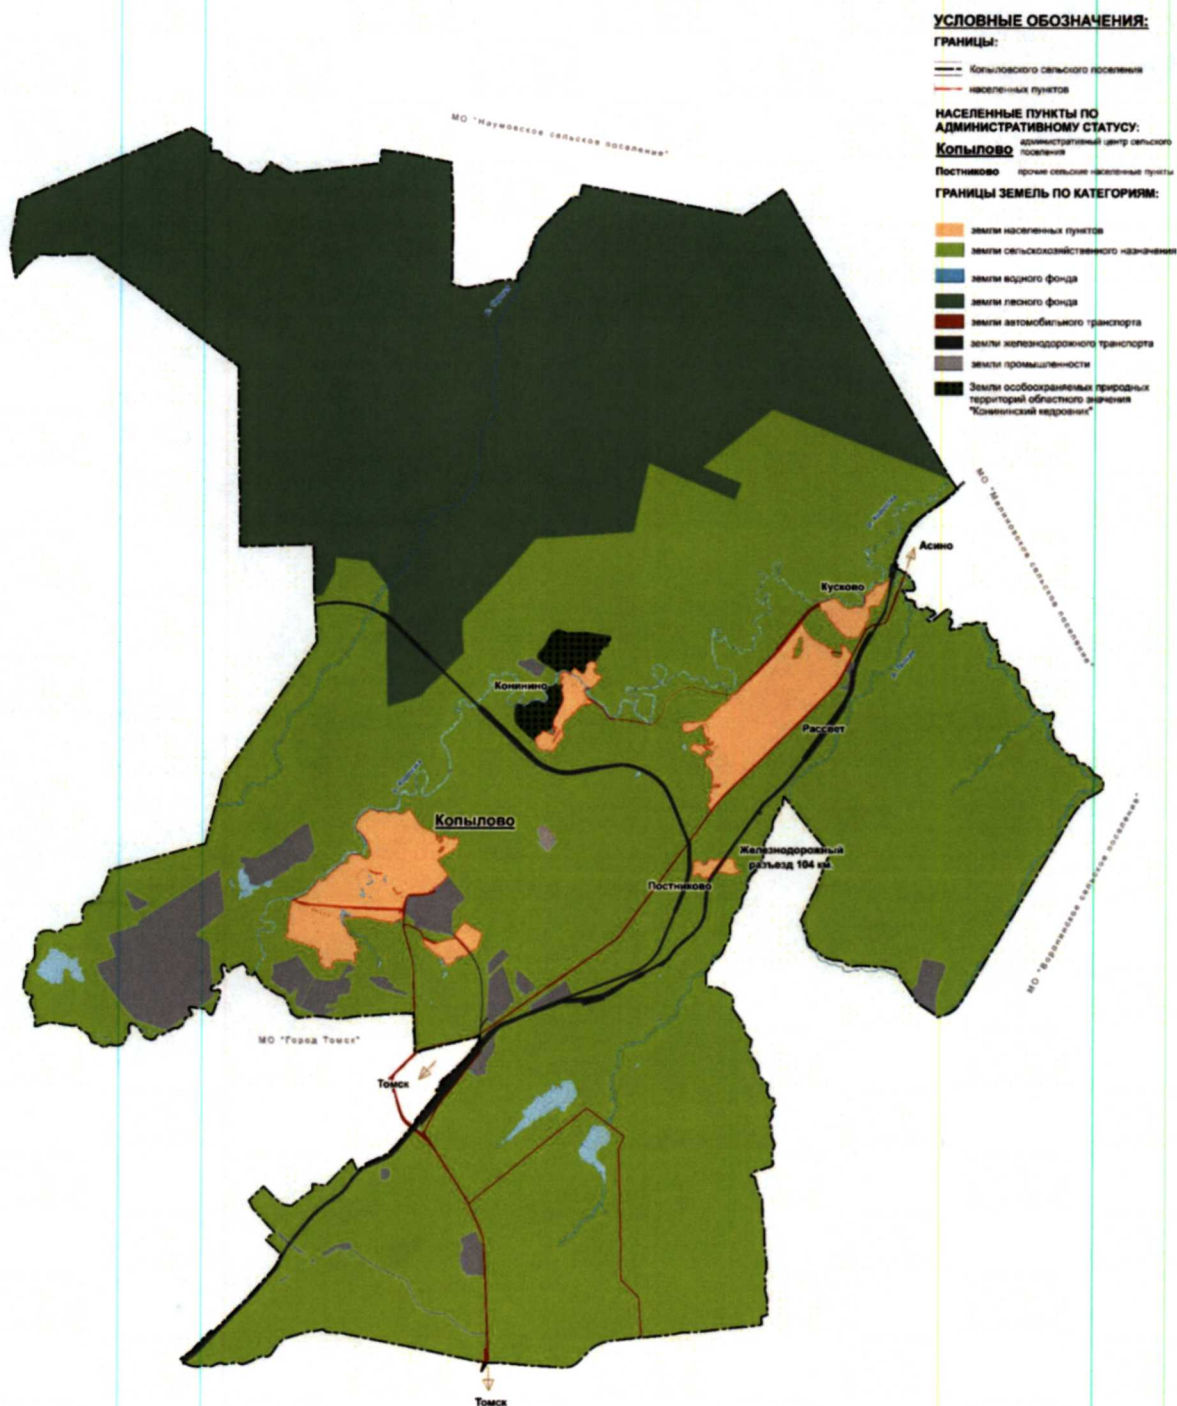 УСЛОВНЫЕ ОБОЗНАЧЕНИЯ:
ГРАНИЦЫ:
Копыловского сельского поселения
населенных пунктов
НАСЕЛЕННЫЕ ПУНКТЫ ПО
АДМИНИСТРАТИВНОМУ СТАТУСУ:
Копылово административный центр сельского
поселения
Постниково прочие сельские населенные пункты
ГРАНИЦЫ ЗЕМЕЛЬ ПО КАТЕГОРИЯМ:
земли населенных пунктов
земли сельскохозяйственного назначения
земли водного фонда
земли лесного фонда
земли автомобильного транспорта
земли железнодорожного транспорта
земли промышленности
Земли особоохраняемых природных
территорий областного значения
"Конининский кедровник"
МО "Наумовское сельское поселение"
МО "Малиновское сельское поселение"
Асино
Кусково
Конинино
Рассвет
Копылово
Железнодорожный
разъезд 104 км.
Постниково
МО "Воронинское сельское поселение"
МО "Город Томск"
Томск
Томск